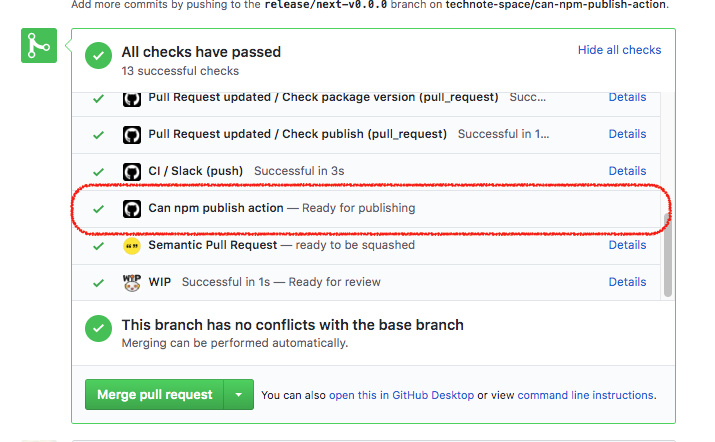 Add more commits by pushing to the release/next-v0.0.0 branch on technote-space/can-npm-publish-action.
All checks have passed
Hide all checks
13 successful checks
Pull Request updated / Check package version (pull_request) Succ... Details
Pull Request updated / Check publish (pull_request) Successful in 1... Details
CI / Slack (push) Successful in 3s Details
Can npm publish action — Ready for publishing
Semantic Pull Request — ready to be squashed Details
WIP Successful in 1s — Ready for review Details
This branch has no conflicts with the base branch
Merging can be performed automatically.
Merge pull request
You can also open this in GitHub Desktop or view command line instructions.